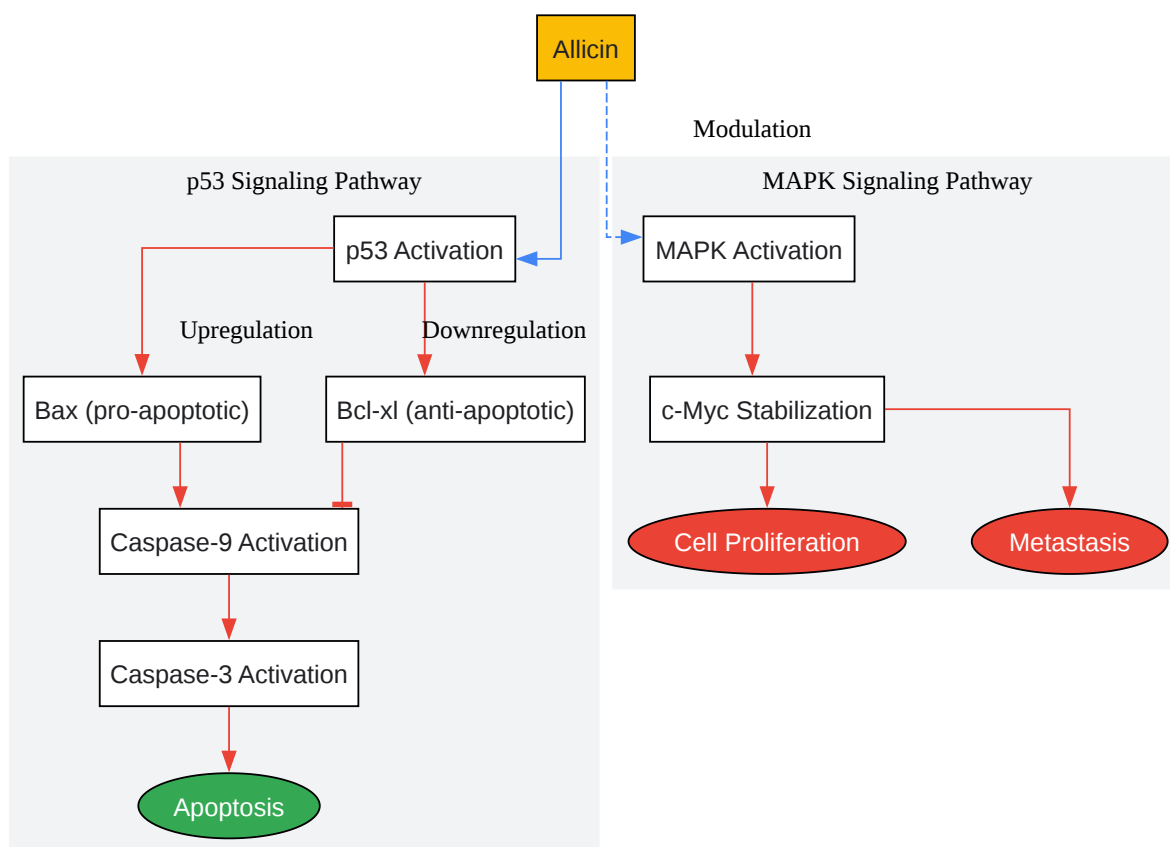 Allicin
Modulation
p53 Signaling Pathway
MAPK Signaling Pathway
p53 Activation
MAPK Activation
Upregulation
Downregulation
Bax (pro-apoptotic)
Bcl-xl (anti-apoptotic)
c-Myc Stabilization
Caspase-9 Activation
Cell Proliferation
Metastasis
Caspase-3 Activation
Apoptosis